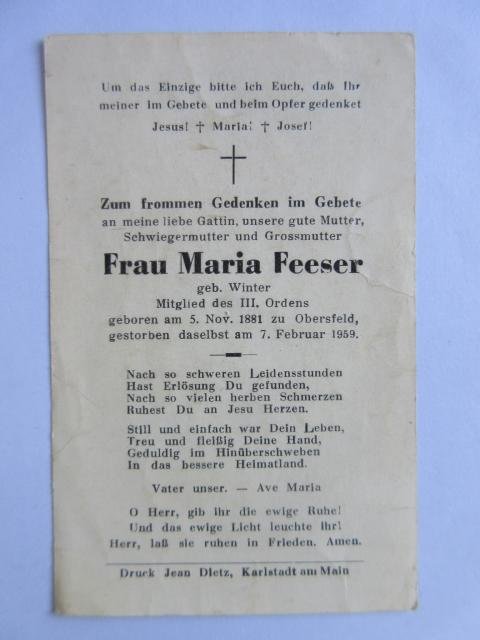 Um das Einzige bitte ich Euch, daß Ihr
meiner im Gebete und beim Opfer gedenket
Jesus! † Maria! † Josef!
Zum frommen Gedenken im Gebete
an meine liebe Gattin, unsere gute Mutter,
Schwiegermutter und Grossmutter
Frau Maria Feeser
geb. Winter
Mitglied des III. Ordens
geboren am 5. Nov. 1881 zu Obersfeld,
gestorben daselbst am 7. Februar 1959.
Nach so schweren Leidensstunden
Hast Erlösung Du gefunden,
Nach so vielen herben Schmerzen
Ruhest Du an Jesu Herzen.
Still und einfach war Dein Leben,
Treu und fleißig Deine Hand,
Geduldig im Hinüberschweben
In das bessere Heimatland.
Vater unser. — Ave Maria
O Herr, gib ihr die ewige Ruhe!
Und das ewige Licht leuchte ihr!
Herr, laß sie ruhen in Frieden. Amen.
Druck Jean Dietz, Karlstadt am Main